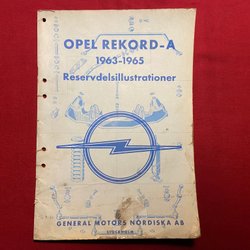 OPEL REKORD-A
1963-1965
Reservdelsillustrationer
GENERAL MOTORS NORDISKA AB
STOCKHOLM